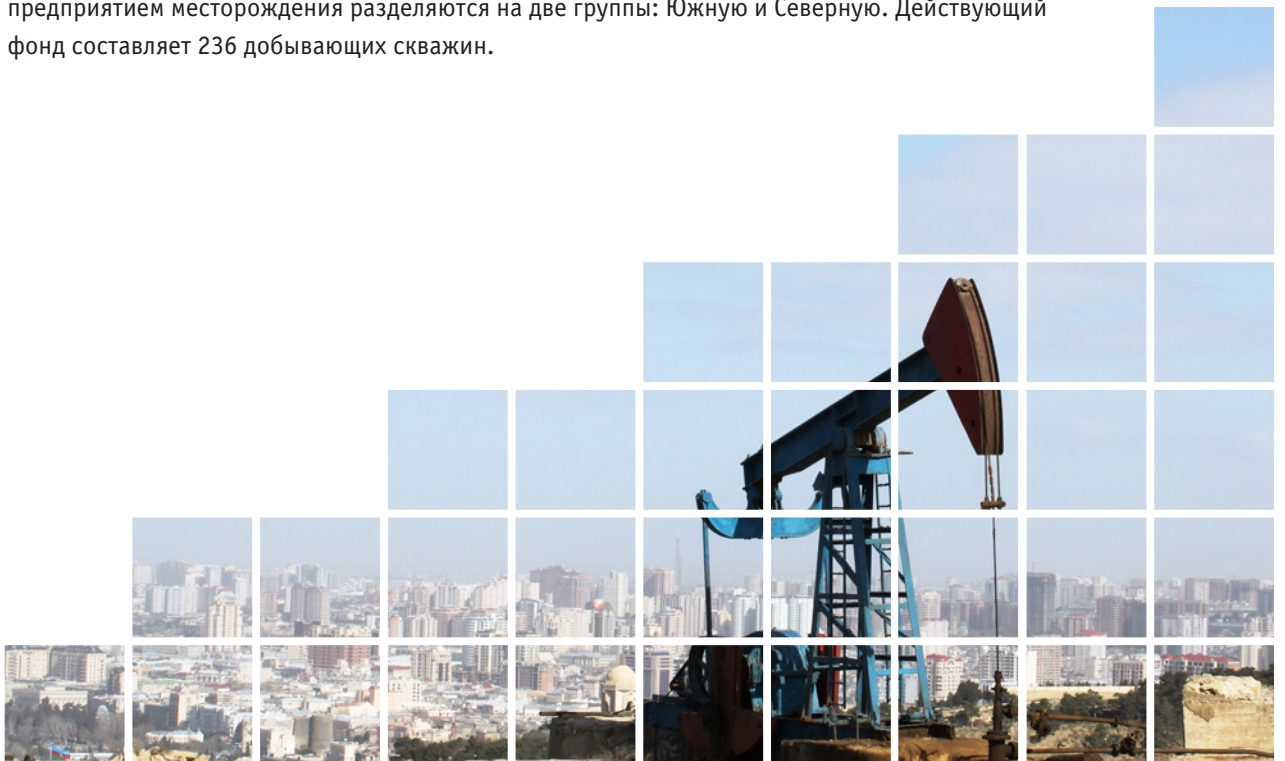 предприятием месторождения разделяются на две группы: Южную и Северную. Действующий
фонд составляет 236 добывающих скважин.